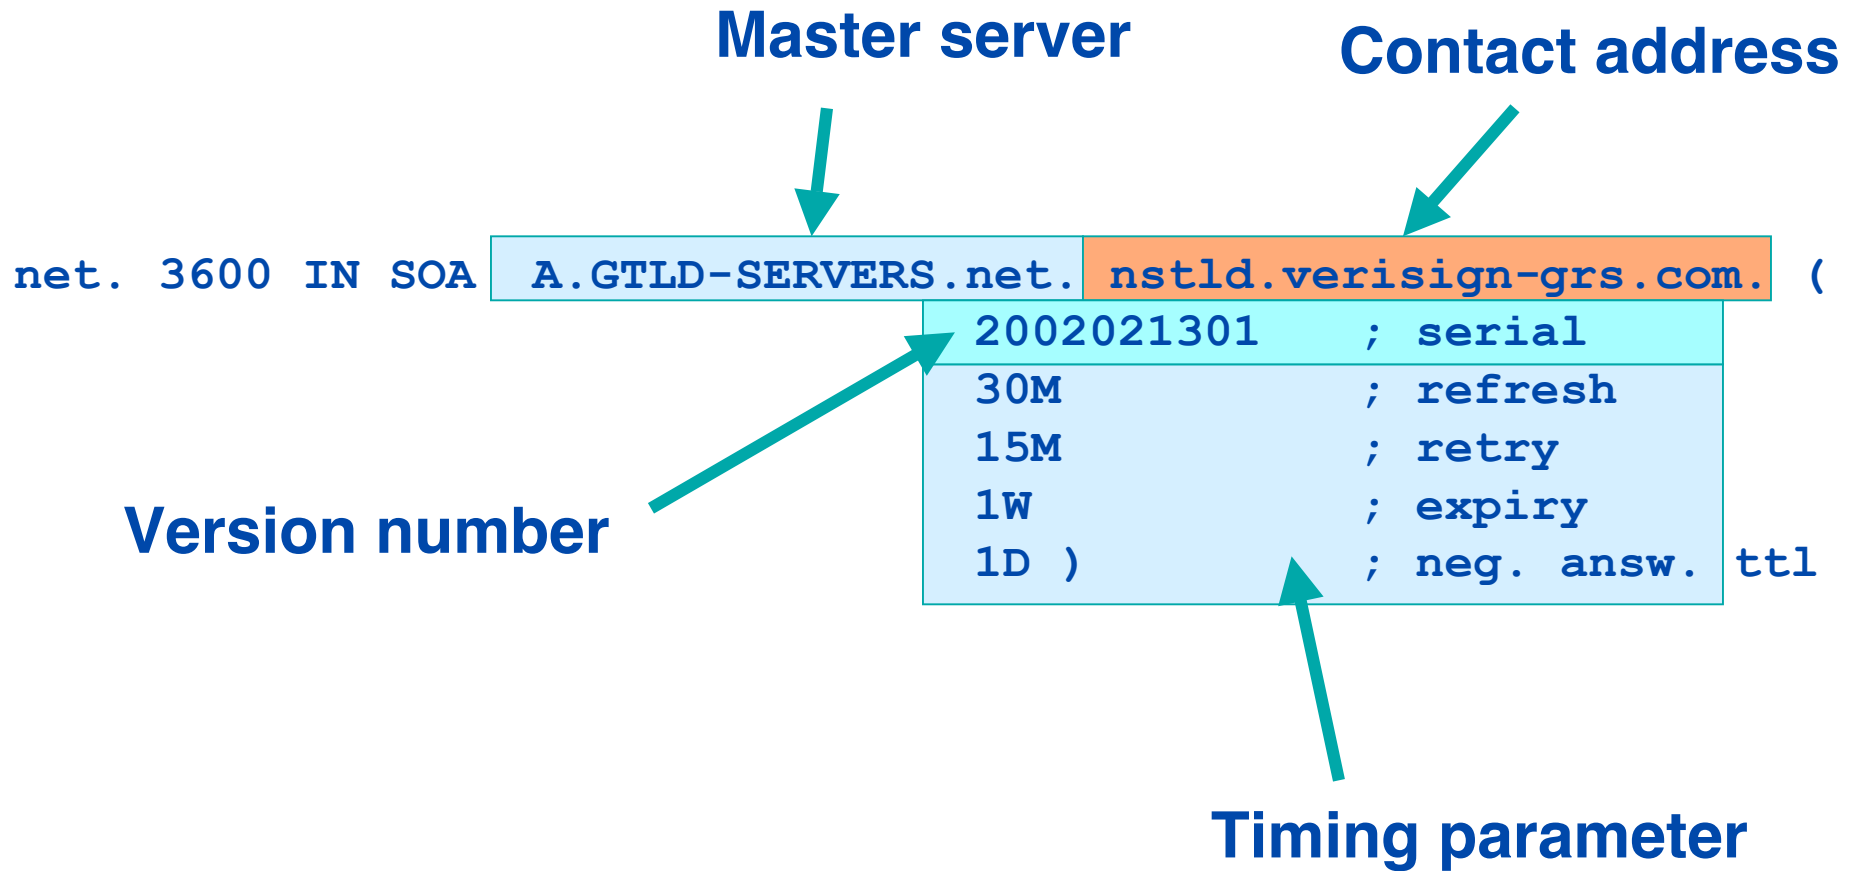 Master server
Contact address
net. 3600 IN SOA A.GTLD-SERVERS.net. nstld.verisign-grs.com. (
2002021301 ; serial
30M ; refresh
15M ; retry
1W ; expiry
1D ) ; neg. answ. ttl
Version number
Timing parameter